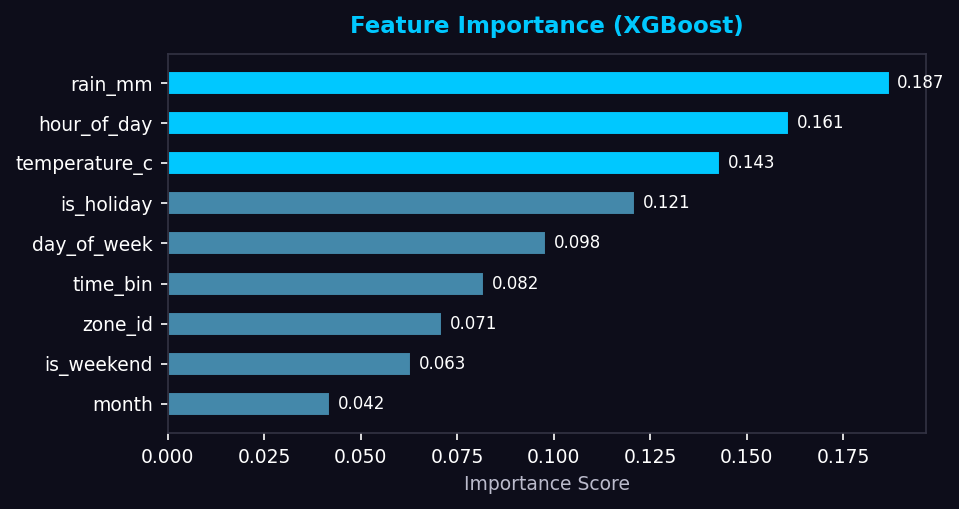 Feature Importance (XGBoost)
rain_mm 0.187
hour_of_day 0.161
temperature_c 0.143
is_holiday 0.121
day_of_week 0.098
time_bin 0.082
zone_id 0.071
is_weekend 0.063
month 0.042
0.000 0.025 0.050 0.075 0.100 0.125 0.150 0.175
Importance Score